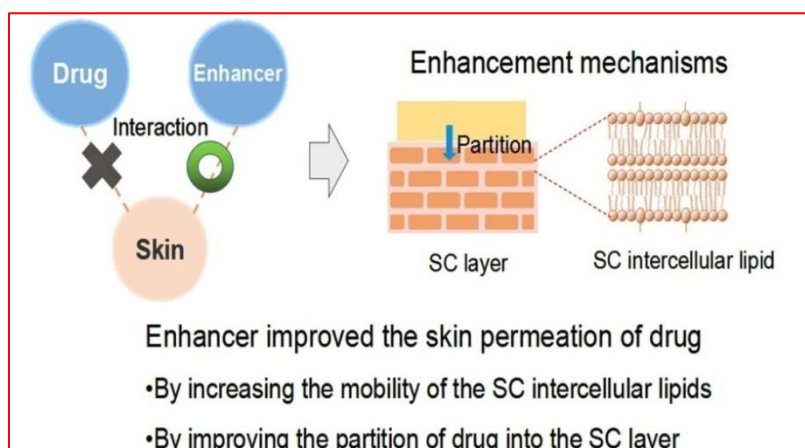 Drug
Enhancer
Interaction
Skin
Enhancement mechanisms
Partition
SC layer
SC intercellular lipid
Enhancer improved the skin permeation of drug
•By increasing the mobility of the SC intercellular lipids
•By improving the partition of drug into the SC layer